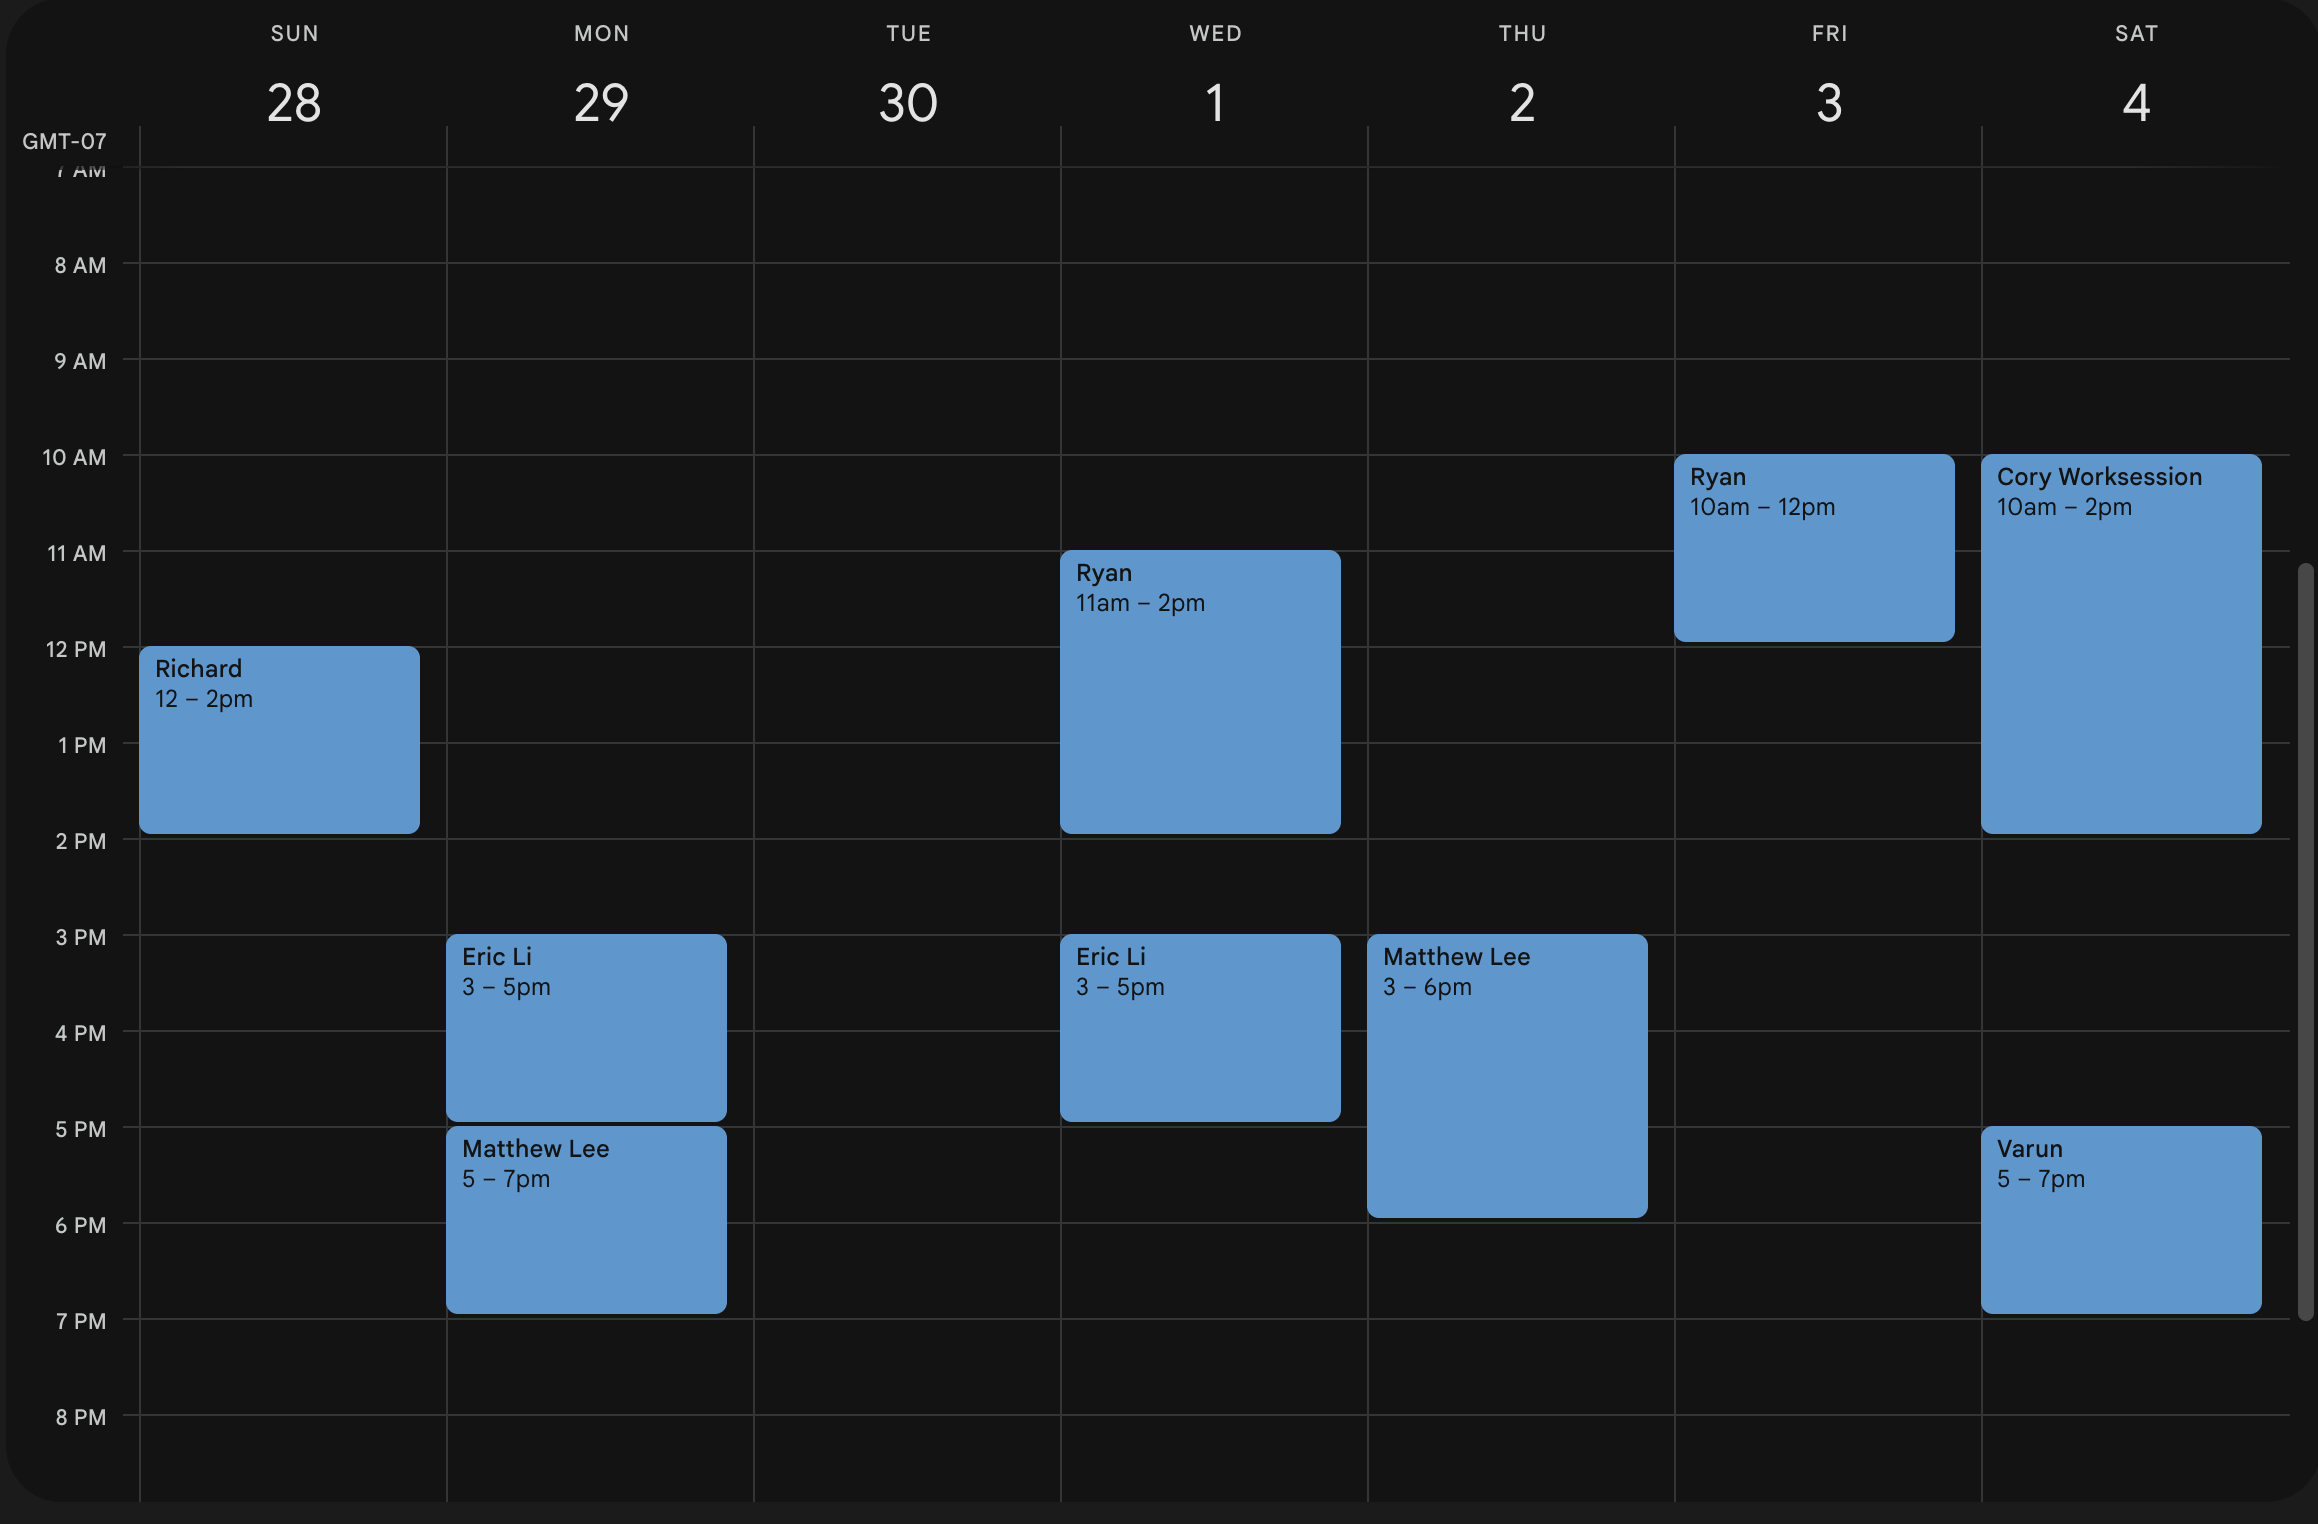 SUN
MON
TUE
WED
THU
FRI
SAT
28
29
30
1
2
3
4
GMT-07
7 AM
8 AM
9 AM
10 AM
11 AM
12 PM
1 PM
2 PM
3 PM
4 PM
5 PM
6 PM
7 PM
8 PM
Richard
12 – 2pm
Eric Li
3 – 5pm
Matthew Lee
5 – 7pm
Ryan
11am – 2pm
Eric Li
3 – 5pm
Matthew Lee
3 – 6pm
Ryan
10am – 12pm
Cory Worksession
10am – 2pm
Varun
5 – 7pm